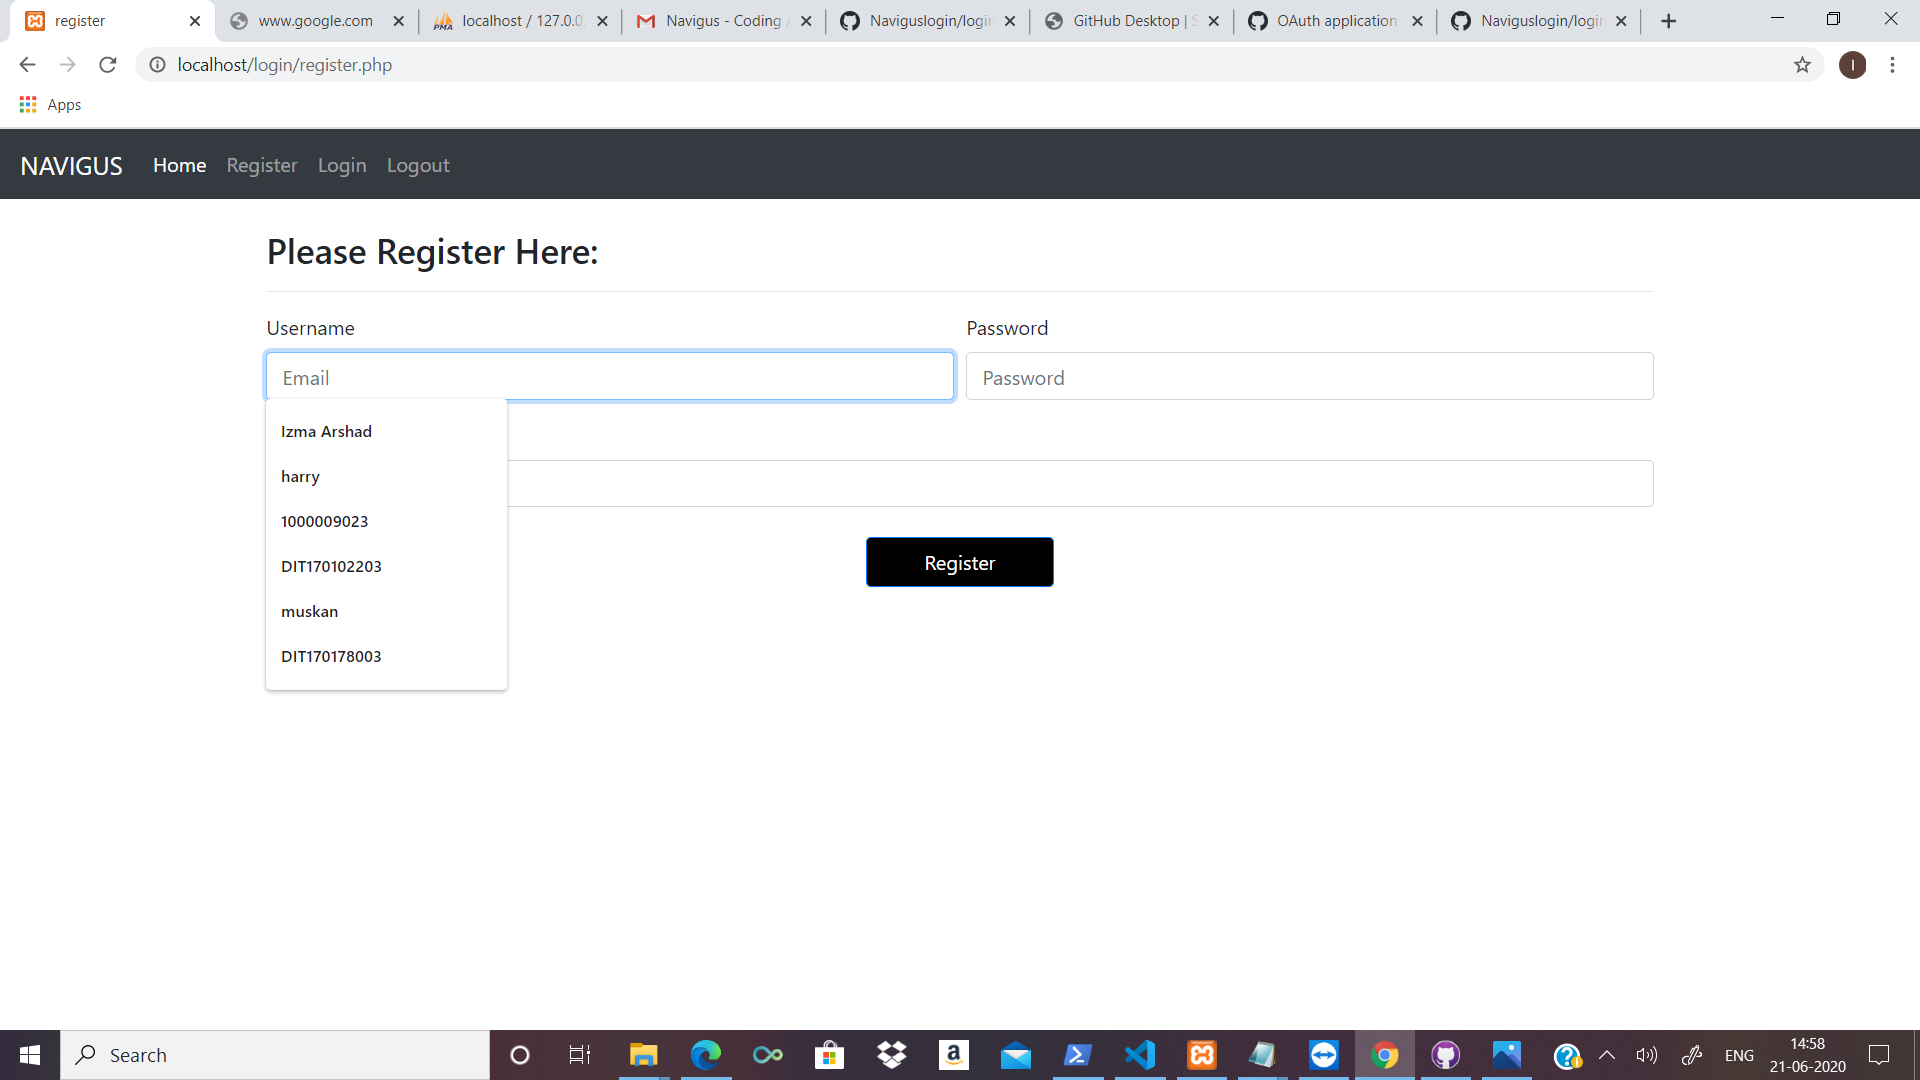 register
www.google.com
localhost / 127.0.0.
Navigus - Coding
Naviguslogin/login
GitHub Desktop | S
OAuth application
Naviguslogin/login
localhost/login/register.php
I
Apps
NAVIGUS Home Register Login Logout
Please Register Here:
Username Password
Email Password
Izma Arshad
harry
1000009023
DIT170102203
muskan
DIT170178003
Register
Search
ENG
14:58
21-06-2020